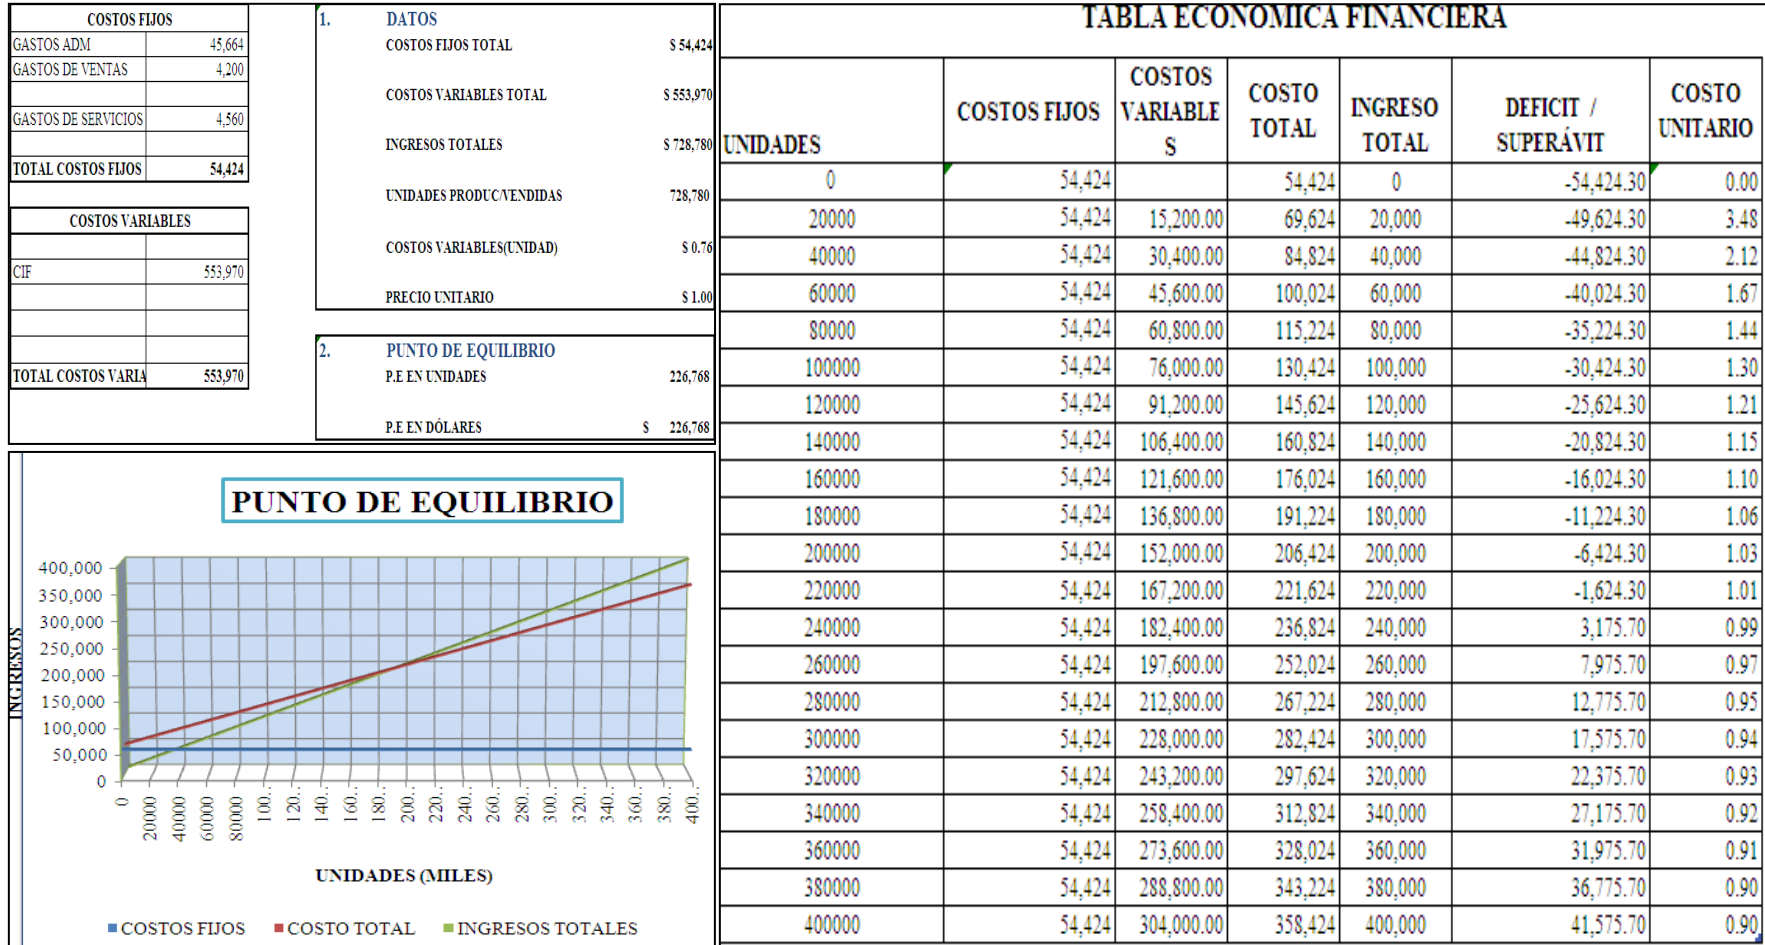 COSTOS FIJOS
GASTOS ADM 45,664
GASTOS DE VENTAS 4,200
GASTOS DE SERVICIOS 4,560
TOTAL COSTOS FIJOS 54,424
COSTOS VARIABLES
CIF 553,970
TOTAL COSTOS VARIA 553,970
1. DATOS
COSTOS FIJOS TOTAL $ 54,424
COSTOS VARIABLES TOTAL $ 553,970
INGRESOS TOTALES $ 728,780
UNIDADES PRODUC/VENDIDAS 728,780
COSTOS VARIABLES(UNIDAD) $ 0.76
PRECIO UNITARIO $ 1.00
2. PUNTO DE EQUILIBRIO
P.E EN UNIDADES 226,768
P.E EN DÓLARES $ 226,768
PUNTO DE EQUILIBRIO
INGRESOS
400,000
350,000
300,000
250,000
200,000
150,000
100,000
50,000
0
0 20000 40000 60000 80000 100.. 120.. 140.. 160.. 180.. 200.. 220.. 240.. 260.. 280.. 300.. 320.. 340.. 360.. 380.. 400..
UNIDADES (MILES)
COSTOS FIJOS COSTO TOTAL INGRESOS TOTALES
TABLA ECONOMICA FINANCIERA
UNIDADES COSTOS FIJOS COSTOS VARIABLE S COSTO TOTAL INGRESO TOTAL DEFICIT / SUPERÁVIT COSTO UNITARIO
0 54,424 54,424 0 -54,424.30 0.00
20000 54,424 15,200.00 69,624 20,000 -49,624.30 3.48
40000 54,424 30,400.00 84,824 40,000 -44,824.30 2.12
60000 54,424 45,600.00 100,024 60,000 -40,024.30 1.67
80000 54,424 60,800.00 115,224 80,000 -35,224.30 1.44
100000 54,424 76,000.00 130,424 100,000 -30,424.30 1.30
120000 54,424 91,200.00 145,624 120,000 -25,624.30 1.21
140000 54,424 106,400.00 160,824 140,000 -20,824.30 1.15
160000 54,424 121,600.00 176,024 160,000 -16,024.30 1.10
180000 54,424 136,800.00 191,224 180,000 -11,224.30 1.06
200000 54,424 152,000.00 206,424 200,000 -6,424.30 1.03
220000 54,424 167,200.00 221,624 220,000 -1,624.30 1.01
240000 54,424 182,400.00 236,824 240,000 3,175.70 0.99
260000 54,424 197,600.00 252,024 260,000 7,975.70 0.97
280000 54,424 212,800.00 267,224 280,000 12,775.70 0.95
300000 54,424 228,000.00 282,424 300,000 17,575.70 0.94
320000 54,424 243,200.00 297,624 320,000 22,375.70 0.93
340000 54,424 258,400.00 312,824 340,000 27,175.70 0.92
360000 54,424 273,600.00 328,024 360,000 31,975.70 0.91
380000 54,424 288,800.00 343,224 380,000 36,775.70 0.90
400000 54,424 304,000.00 358,424 400,000 41,575.70 0.90